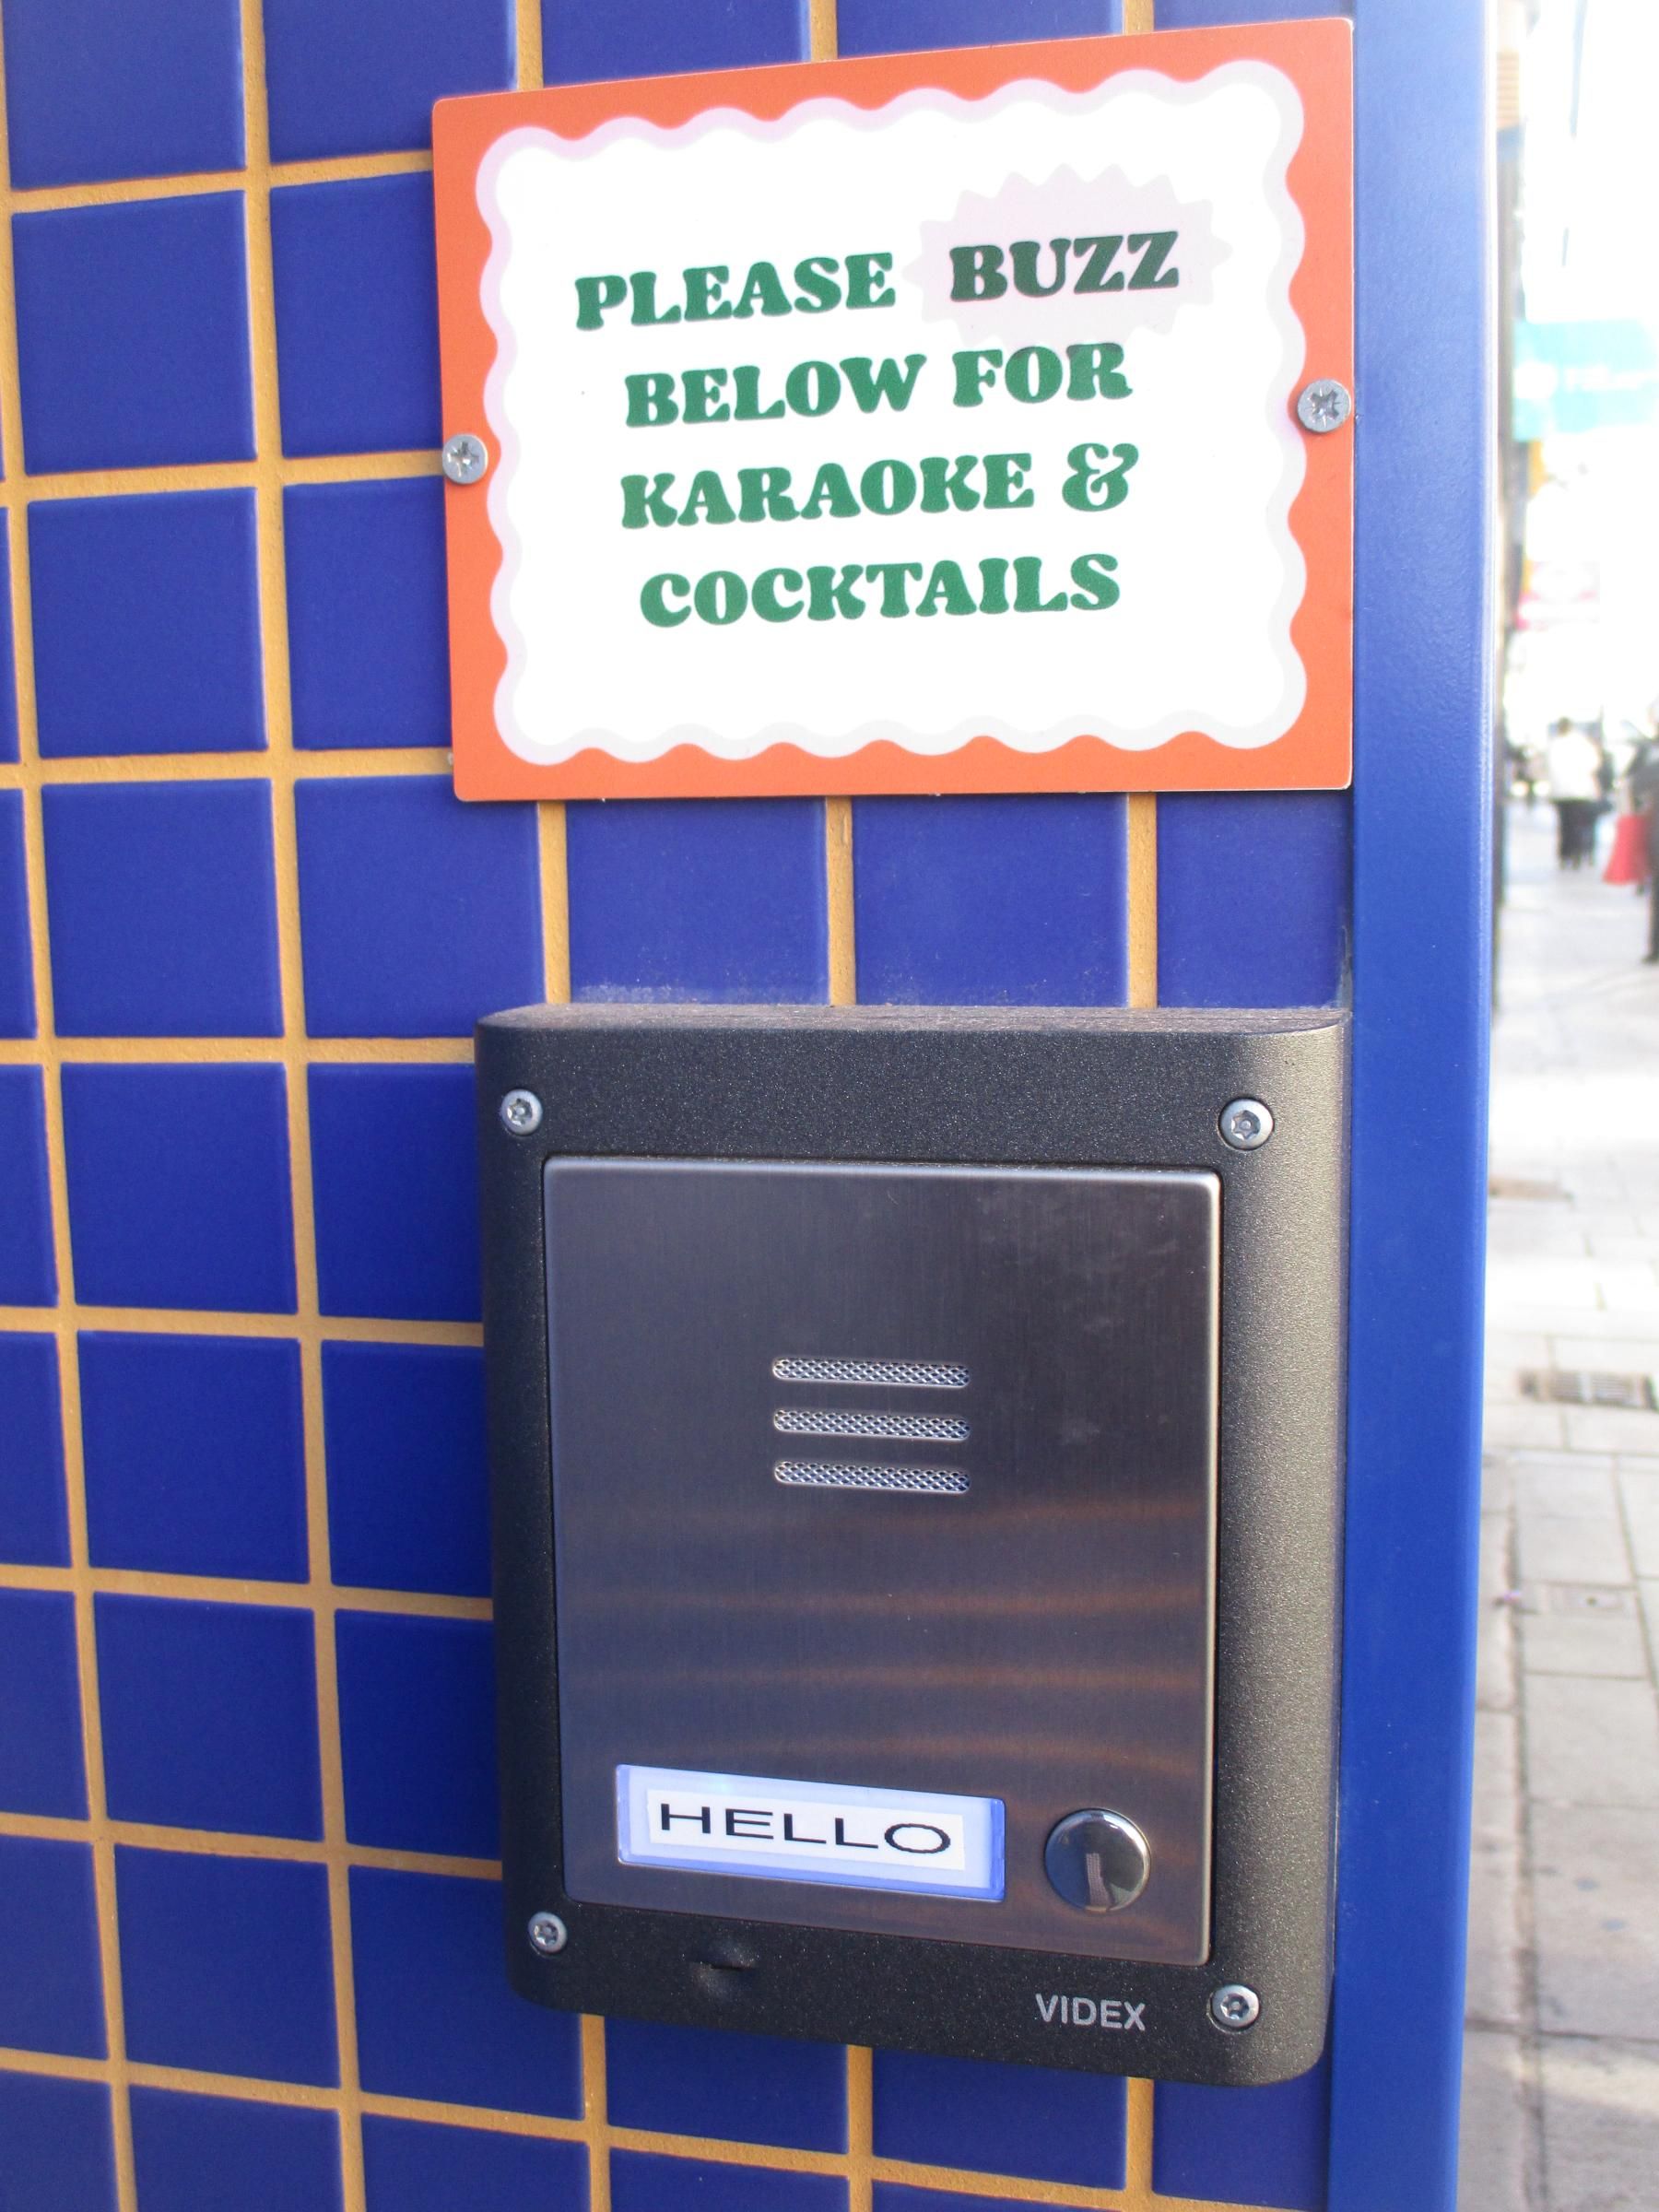 PLEASE BUZZ
BELOW FOR
KARAOKE &
COCKTAILS
HELLO
VIDEX